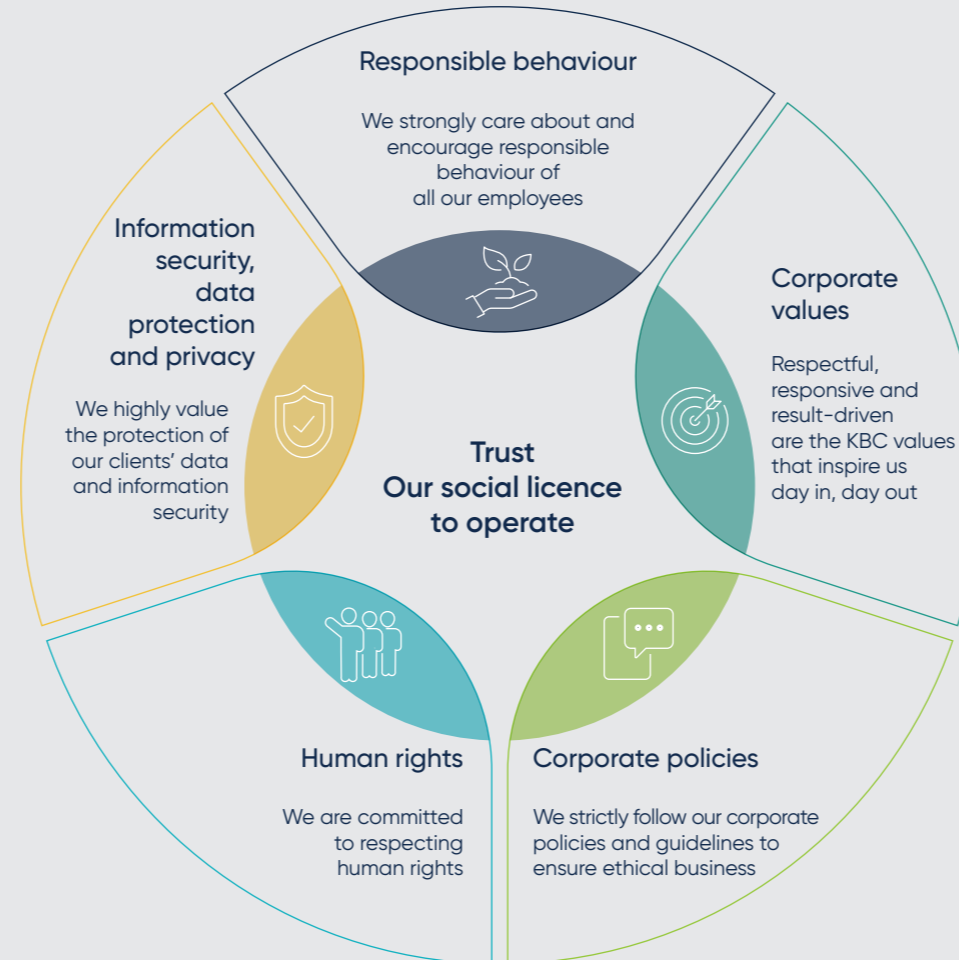 Responsible behaviour
We strongly care about and
encourage responsible
behaviour of
all our employees
Information
security,
data
protection
and privacy
We highly value
the protection of
our clients’ data
and information
security
Corporate
values
Respectful,
responsive and
result-driven
are the KBC values
that inspire us
day in, day out
Trust
Our social licence
to operate
Human rights
We are committed
to respecting
human rights
Corporate policies
We strictly follow our corporate
policies and guidelines to
ensure ethical business